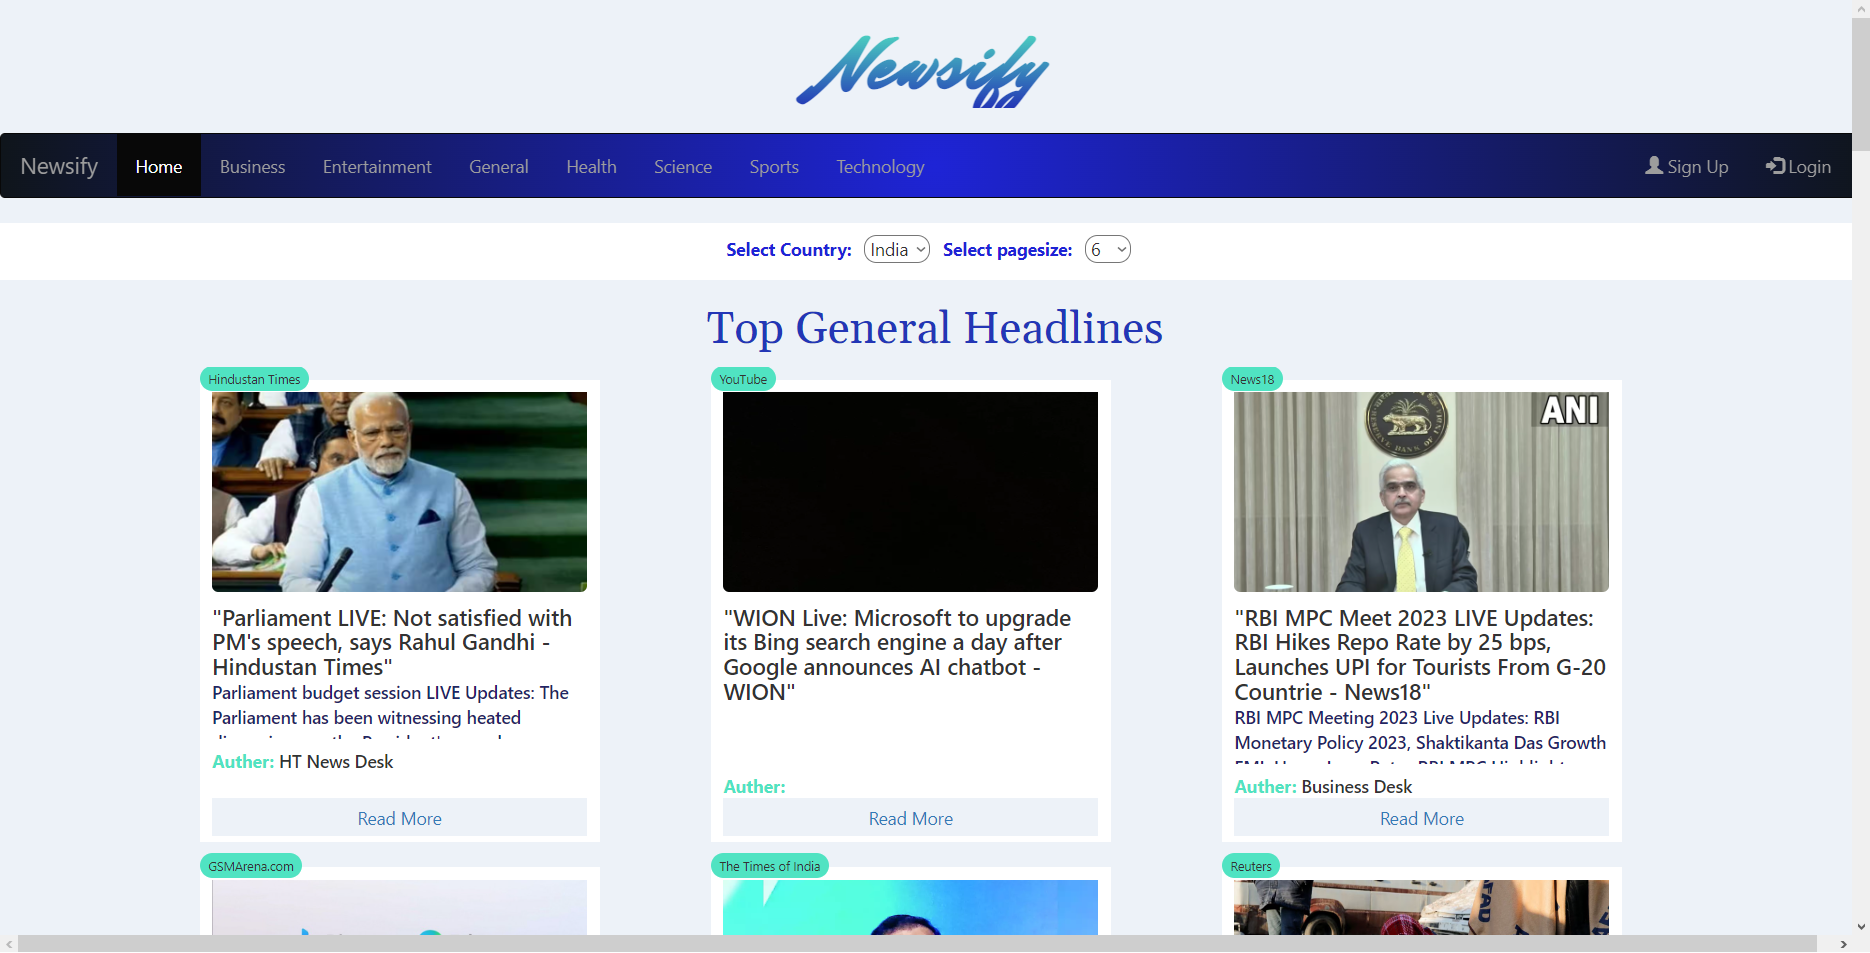 Newsify
Newsify Home Business Entertainment General Health Science Sports Technology Sign Up Login
Select Country: India Select pagesize: 6
Top General Headlines
Hindustan Times
"Parliament LIVE: Not satisfied with
PM's speech, says Rahul Gandhi -
Hindustan Times"
Parliament budget session LIVE Updates: The
Parliament has been witnessing heated
Auther: HT News Desk
Read More
YouTube
"WION Live: Microsoft to upgrade
its Bing search engine a day after
Google announces AI chatbot -
WION"
Auther:
Read More
News18
ANI
"RBI MPC Meet 2023 LIVE Updates:
RBI Hikes Repo Rate by 25 bps,
Launches UPI for Tourists From G-20
Countrie - News18"
RBI MPC Meeting 2023 Live Updates: RBI
Monetary Policy 2023, Shaktikanta Das Growth
Auther: Business Desk
Read More
GSMArena.com
The Times of India
Reuters